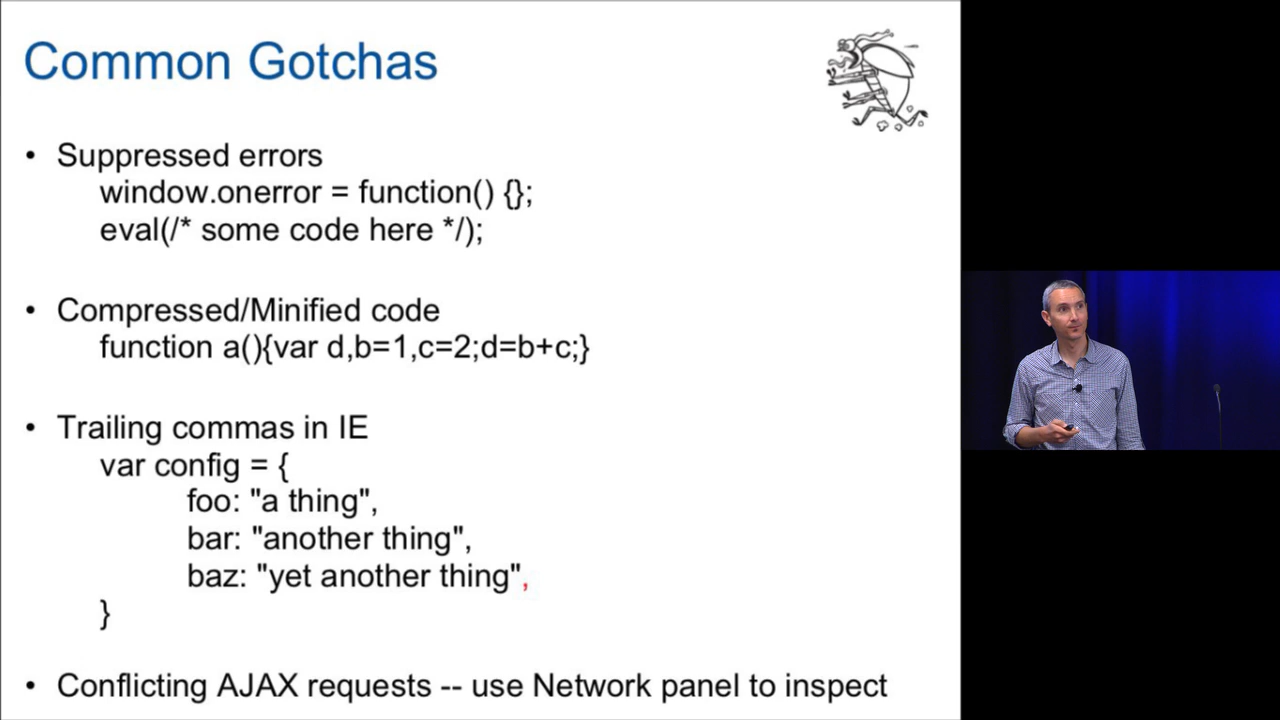 Common Gotchas
• Suppressed errors
window.onerror = function() {};
eval(/* some code here */);
• Compressed/Minified code
function a(){var d,b=1,c=2;d=b+c;}
• Trailing commas in IE
var config = {
foo: "a thing",
bar: "another thing",
baz: "yet another thing",
}
• Conflicting AJAX requests -- use Network panel to inspect